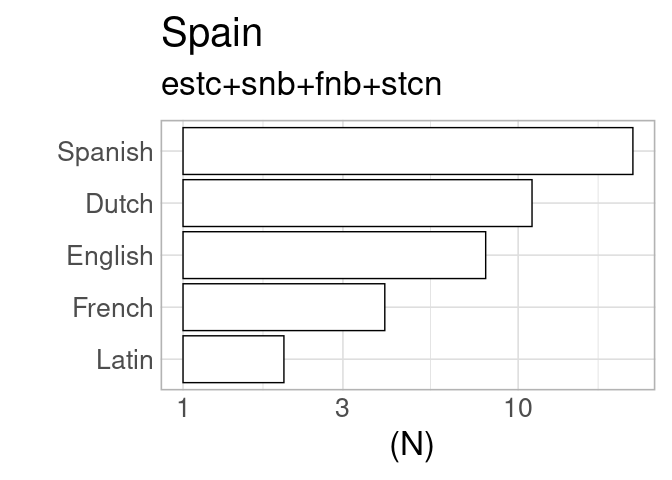 Spain
estc+snb+fnb+stcn
Spanish
Dutch
English
French
Latin
1 3 10
(N)